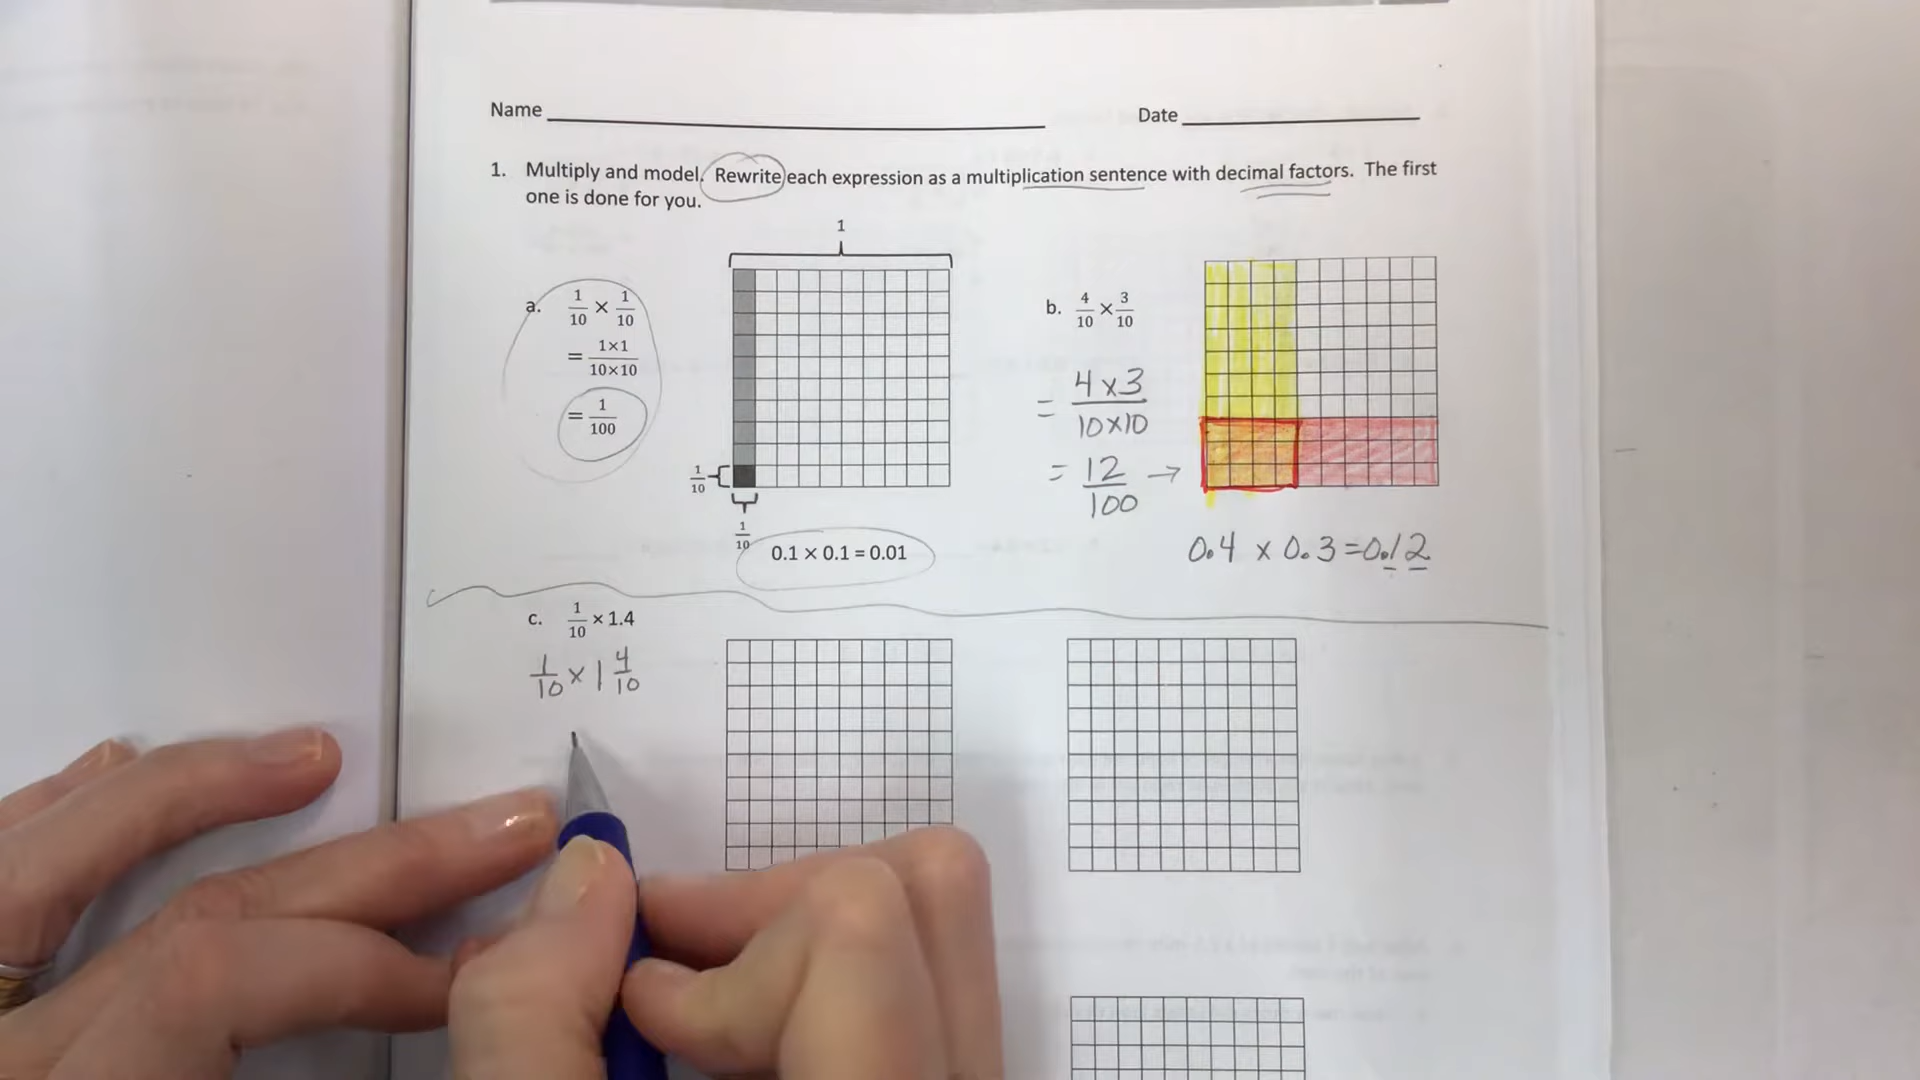 Name Date
1. Multiply and model. Rewrite each expression as a multiplication sentence with decimal factors. The first
one is done for you.
1
a. 1/10 × 1/10
= 1×1/10×10
= 1/100
1/10
1/10
0.1 × 0.1 = 0.01
b. 4/10 × 3/10
= 4 x 3/10 x 10
= 12/100 →
0.4 x 0.3 = 0.12
c. 1/10 × 1.4
1/10 x 1 4/10